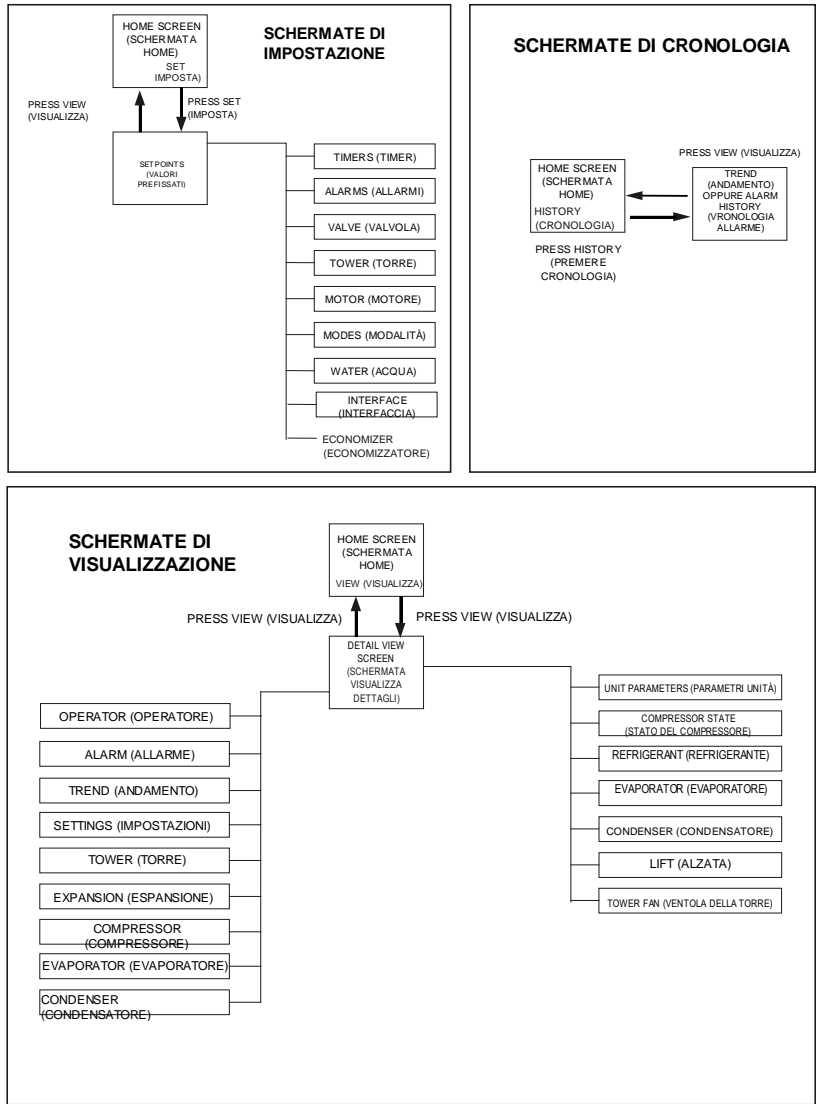 SCHERMATE DI
IMPOSTAZIONE
HOME SCREEN
(SCHERMATA
HOME)
SET
IMPOSTA)
PRESS VIEW
(VISUALIZZA)
PRESS SET
(IMPOSTA)
SETPOINTS
(VALORI
PREFISSATI)
TIMERS (TIMER)
ALARMS (ALLARMI)
VALVE (VALVOLA)
TOWER (TORRE)
MOTOR (MOTORE)
MODES (MODALITÀ)
WATER (ACQUA)
INTERFACE
(INTERFACCIA)
ECONOMIZER
(ECONOMIZZATORE)
SCHERMATE DI CRONOLOGIA
PRESS VIEW (VISUALIZZA)
HOME SCREEN
(SCHERMATA
HOME)
HISTORY
(CRONOLOGIA)
TREND
(ANDAMENTO)
OPPURE ALARM
HISTORY
(VRONOLOGIA
ALLARME)
PRESS HISTORY
(PREMERE
CRONOLOGIA)
SCHERMATE DI
VISUALIZZAZIONE
HOME SCREEN
(SCHERMATA
HOME)
VIEW (VISUALIZZA)
PRESS VIEW (VISUALIZZA)
PRESS VIEW (VISUALIZZA)
DETAIL VIEW
SCREEN
(SCHERMATA
VISUALIZZA
DETTAGLI)
OPERATOR (OPERATORE)
ALARM (ALLARME)
TREND (ANDAMENTO)
SETTINGS (IMPOSTAZIONI)
TOWER (TORRE)
EXPANSION (ESPANSIONE)
COMPRESSOR
(COMPRESSORE)
EVAPORATOR (EVAPORATORE)
CONDENSER
(CONDENSATORE)
UNIT PARAMETERS (PARAMETRI UNITÀ)
COMPRESSOR STATE
(STATO DEL COMPRESSORE)
REFRIGERANT (REFRIGERANTE)
EVAPORATOR (EVAPORATORE)
CONDENSER (CONDENSATORE)
LIFT (ALZATA)
TOWER FAN (VENTOLA DELLA TORRE)